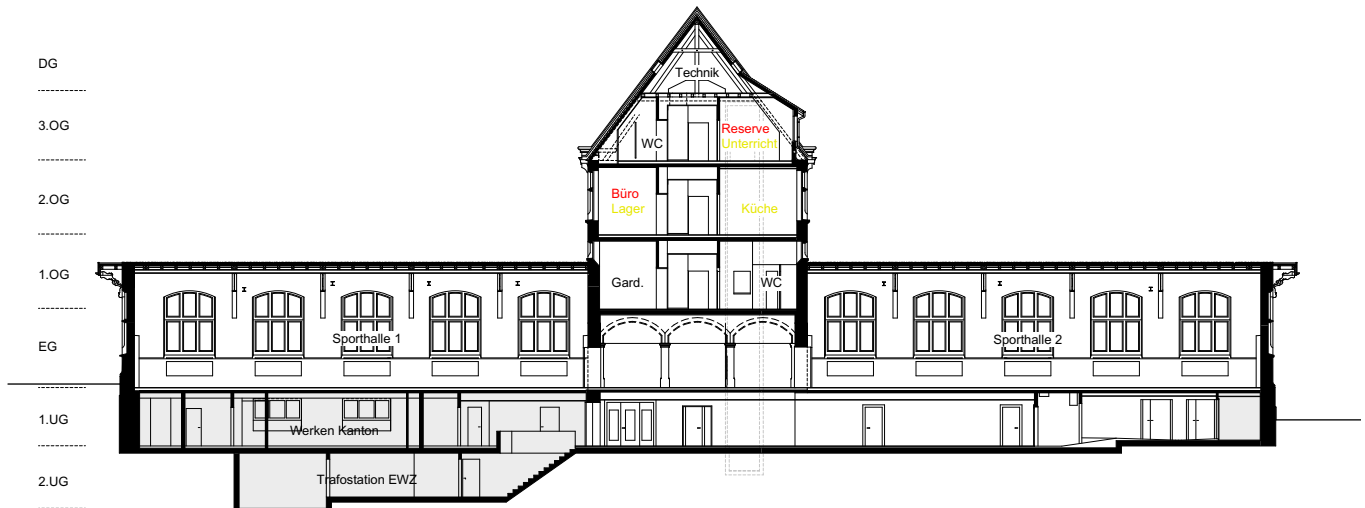 DG
Technik
3.OG
WC
Reserve
Unterricht
2.OG
Büro
Lager
Küche
1.OG
Gard.
WC
EG
Sporthalle 1
Sporthalle 2
1.UG
Werken Kanton
2.UG
Trafostation EWZ